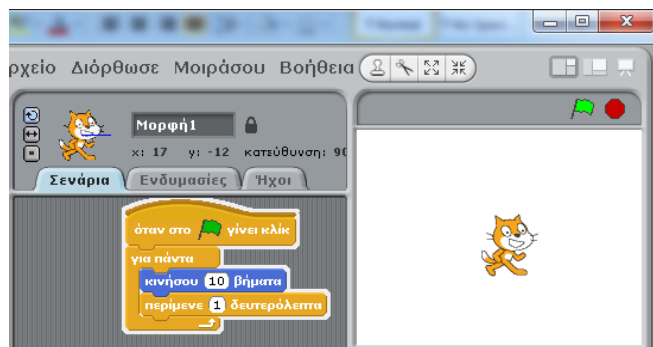 ρχείο Διόρθωσε Μοιράσου Βοήθεια
Μορφή1
x: 17 y: -12 κατεύθυνση: 90
Σενάρια Ενδυμασίες Ήχοι
όταν στο γίνει κλίκ
για πάντα
κινήσου 10 βήματα
περίμενε 1 δευτερόλεπτα